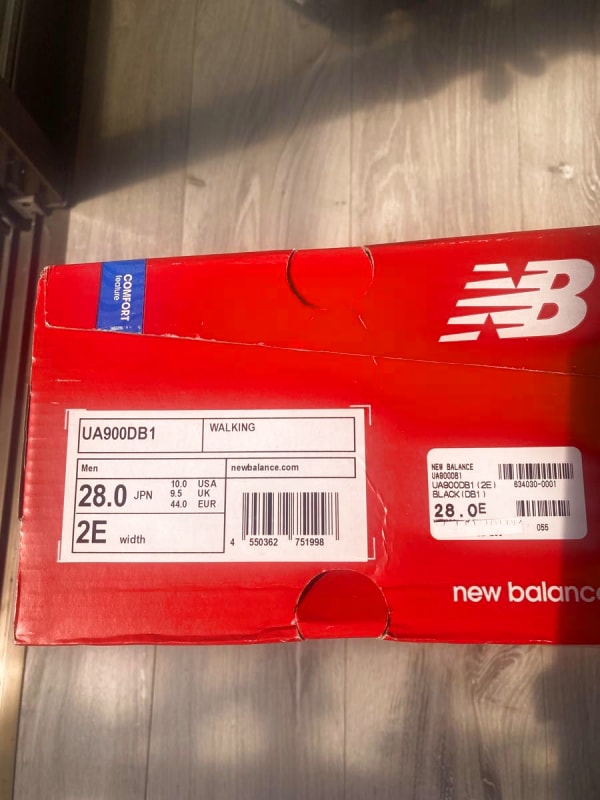 COMFORT
feature
NB
UA900DB1
WALKING
Men
newbalance.com
28.0 JPN
10.0 USA
9.5 UK
44.0 EUR
2E width
4 550362 751998
NEW BALANCE
UA900DB1
UA900DB1(2E) 634030-0001
BLACK(DB1)
28.0E
055
new balanc